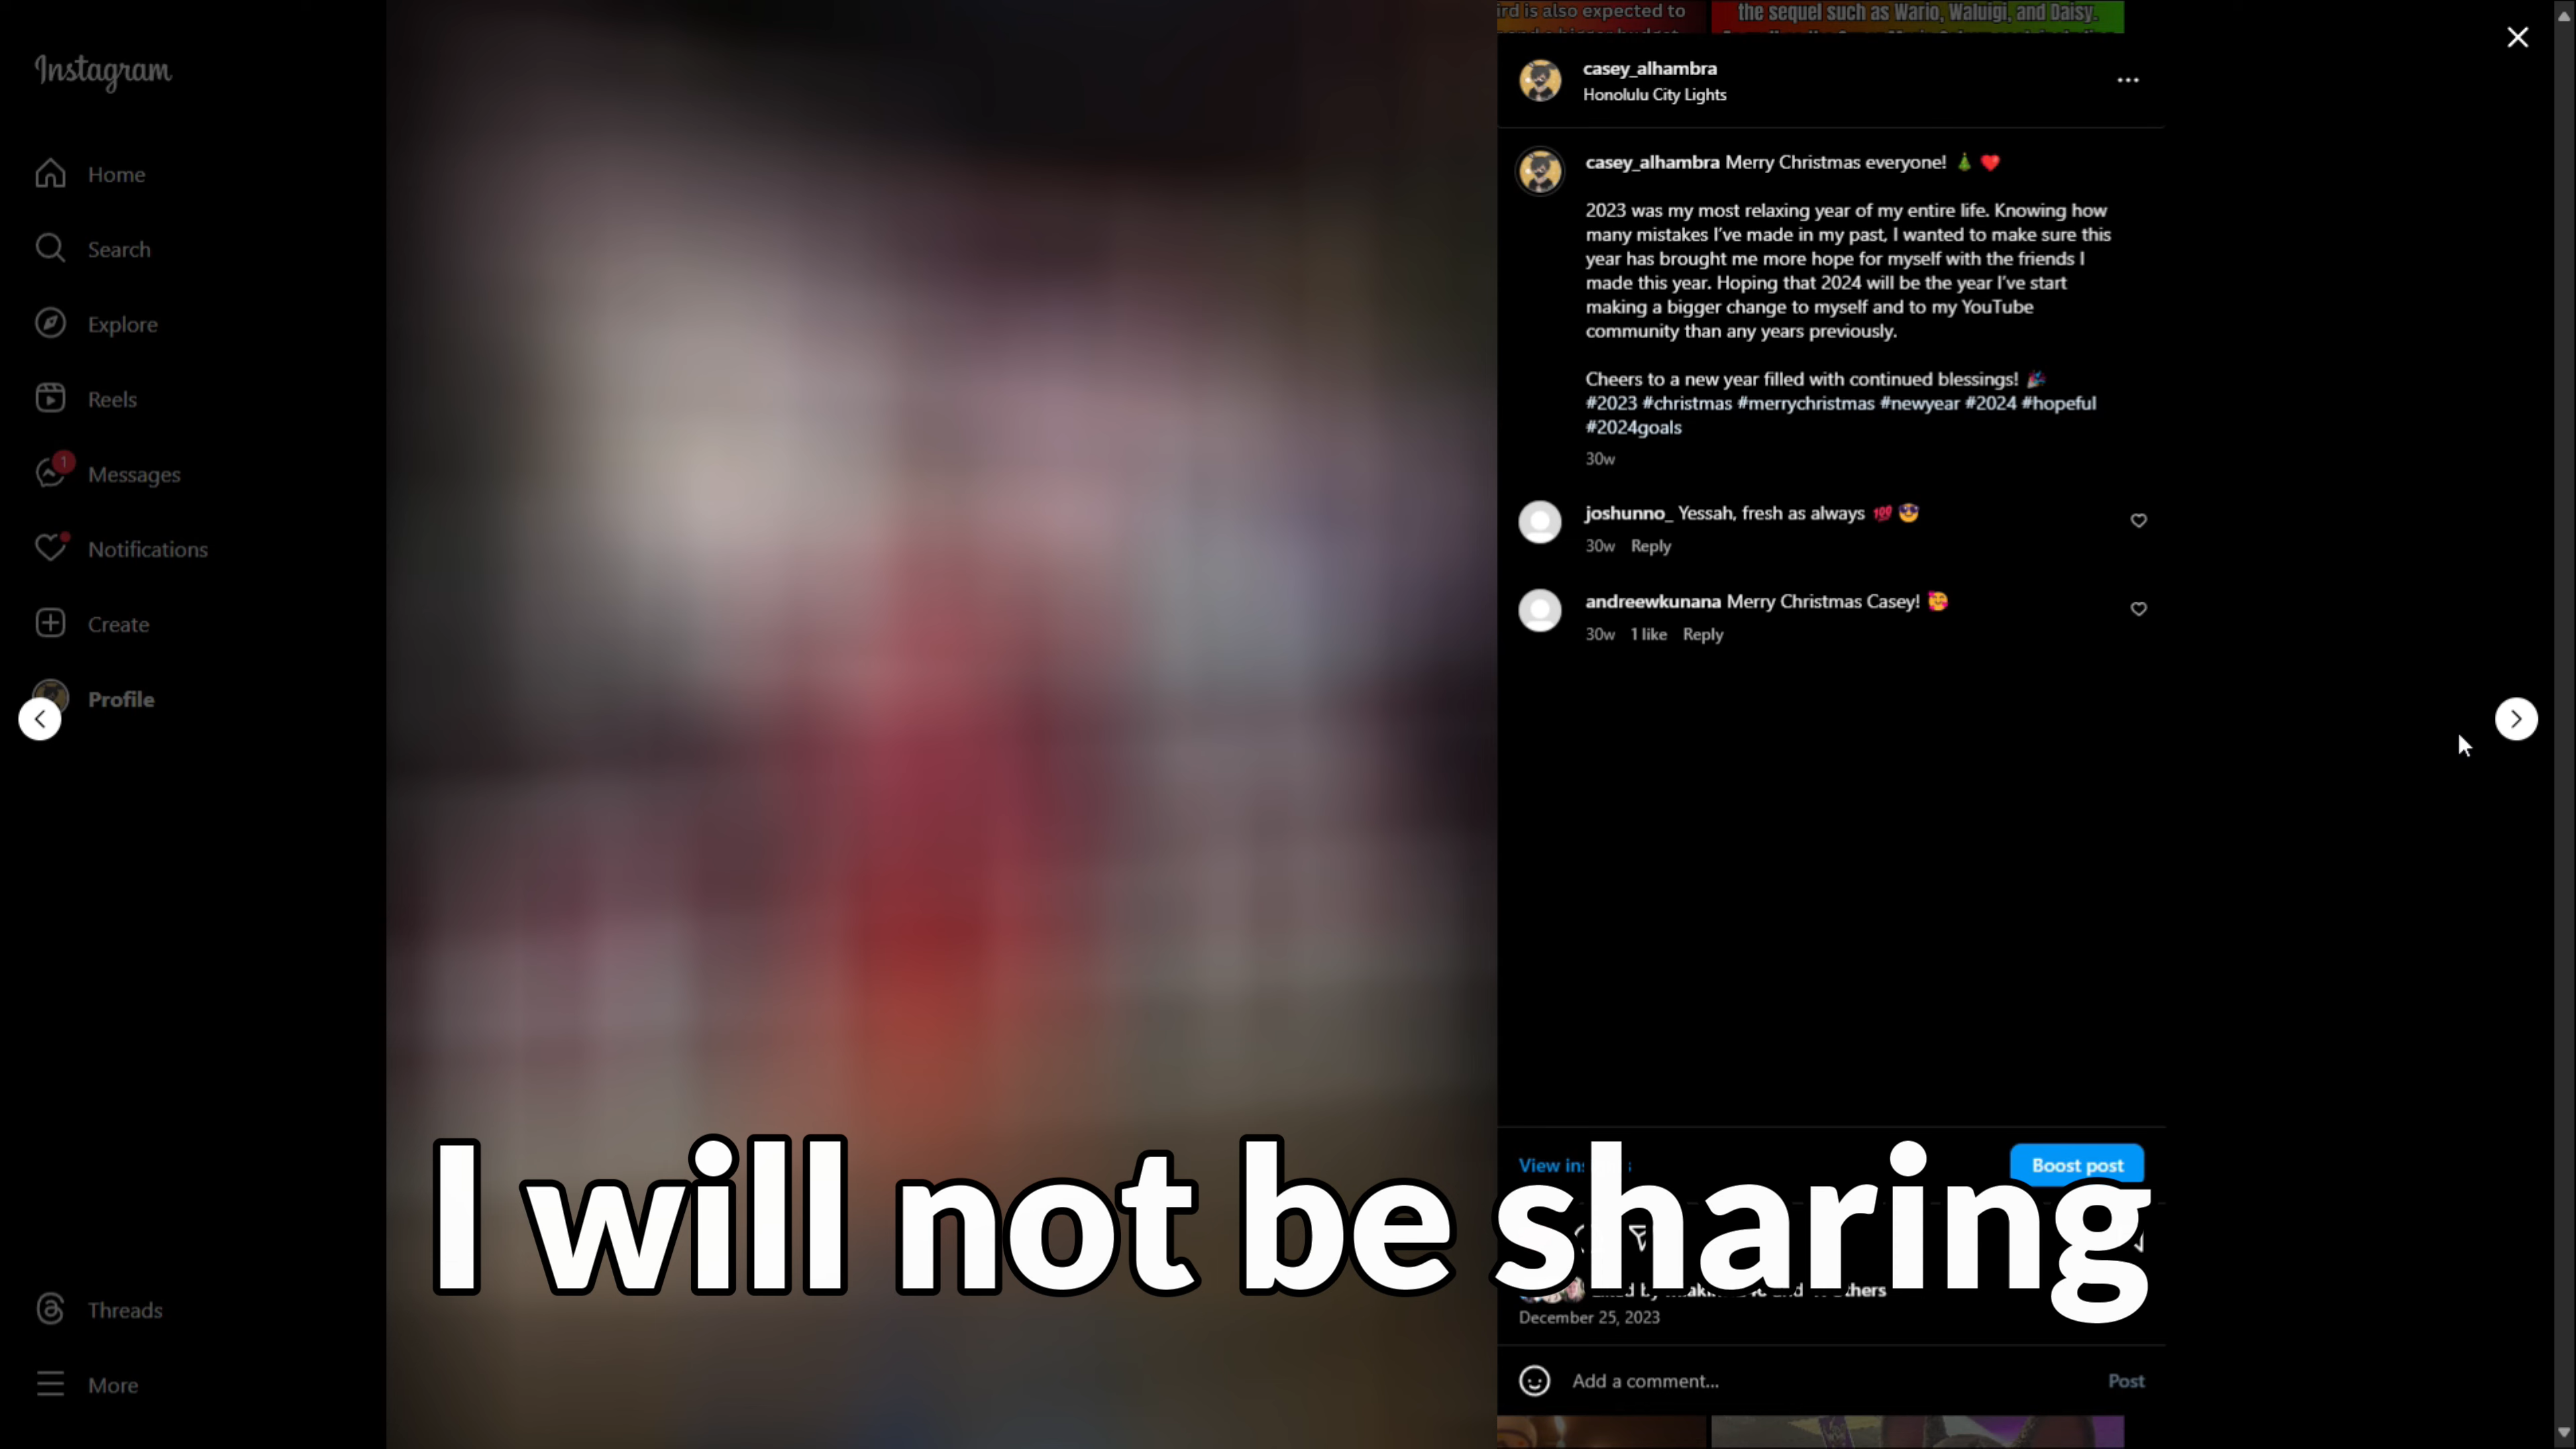 Instagram
Home
Search
Explore
Reels
1
Messages
Notifications
Create
Profile
Threads
More
ird is also expected to
the sequel such as Wario, Waluigi, and Daisy.
casey_alhambra
Honolulu City Lights
casey_alhambra Merry Christmas everyone! 🎄 ❤️
2023 was my most relaxing year of my entire life. Knowing how
many mistakes I've made in my past, I wanted to make sure this
year has brought me more hope for myself with the friends I
made this year. Hoping that 2024 will be the year I've start
making a bigger change to myself and to my YouTube
community than any years previously.
Cheers to a new year filled with continued blessings! 🎉
#2023 #christmas #merrychristmas #newyear #2024 #hopeful
#2024goals
30w
joshunno_ Yessah, fresh as always 💯 😎
30w Reply
andreewkunana Merry Christmas Casey! 🥰
30w 1 like Reply
View
Boost post
I will not be sharing
December 25, 2023
Add a comment...
Post